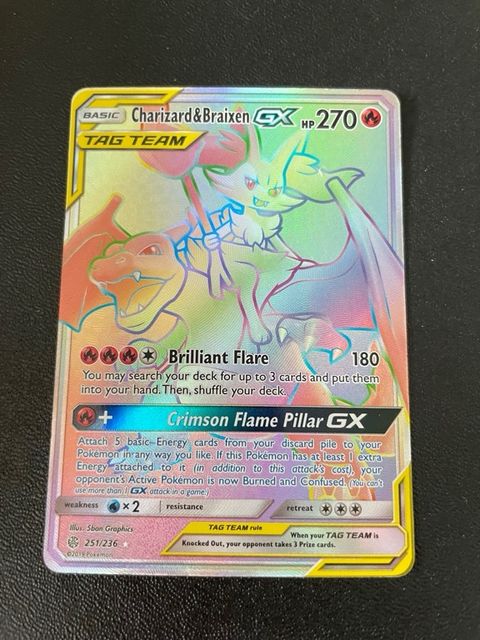 BASIC Charizard&Braixen GX HP 270
TAG TEAM
Brilliant Flare 180
You may search your deck for up to 3 cards and put them
into your hand. Then, shuffle your deck.
+ Crimson Flame Pillar GX
Attach 5 basic Energy cards from your discard pile to your
Pokémon in any way you like. If this Pokémon has at least 1 extra
Energy attached to it (in addition to this attack's cost), your
opponent's Active Pokémon is now Burned and Confused. (You can't
use more than 1 GX attack in a game.)
weakness ×2 resistance retreat
Illus. 5ban Graphics
TAG TEAM rule
When your TAG TEAM is
251/236
Knocked Out, your opponent takes 3 Prize cards.
©2019 Pokémon